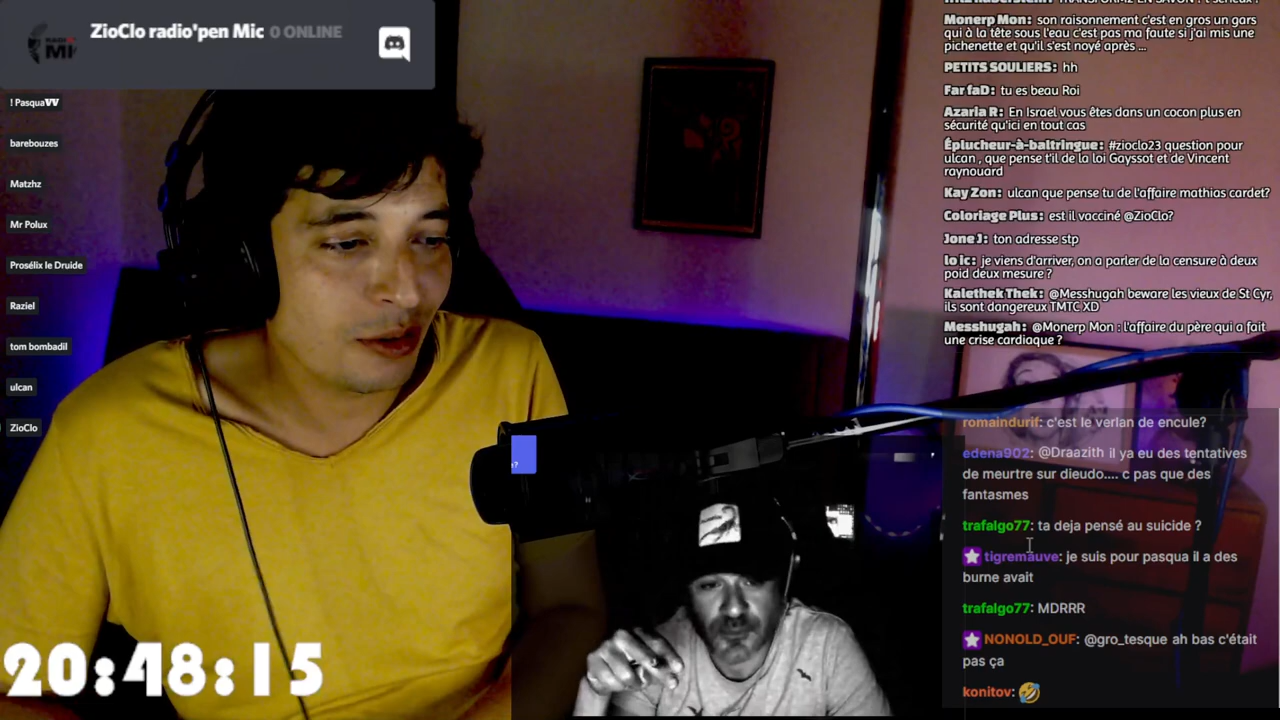 ZioClo radio'pen Mic 0 ONLINE
MI
! PasquaVV
barebouzes
Matzhz
Mr Polux
Prosélix le Druide
Raziel
tom bombadil
ulcan
ZioClo
20:48:15
Monerp Mon: son raisonnement c'est en gros un gars
qui à la tête sous l'eau c'est pas ma faute si j'ai mis une
pichenette et qu'il s'est noyé après ...
PETITS SOULIERS: hh
Far faD: tu es beau Roi
Azaria R: En Israel vous êtes dans un cocon plus en
sécurité qu'ici en tout cas
Éplucheur-à-baltringue: #zioclo23 question pour
ulcan , que pense t'il de la loi Gayssot et de Vincent
raynouard
Kay Zon: ulcan que pense tu de l'affaire mathias cardet?
Coloriage Plus: est il vacciné @ZioClo?
Jone J: ton adresse stp
lo ic: je viens d'arriver, on a parler de la censure à deux
poid deux mesure ?
Kalethek Thek: @Messhugah beware les vieux de St Cyr,
ils sont dangereux TMTC XD
Messhugah: @Monerp Mon : l'affaire du père qui a fait
une crise cardiaque ?
romaindurif: c'est le verlan de encule?
edena902: @Draazith il ya eu des tentatives
de meurtre sur dieudo.... c pas que des
fantasmes
trafalgo77: ta deja pensé au suicide ?
tigremauve: je suis pour pasqua il a des
burne avait
trafalgo77: MDRRR
NONOLD_OUF: @gro_tesque ah bas c'était
pas ça
konitov: 🤣